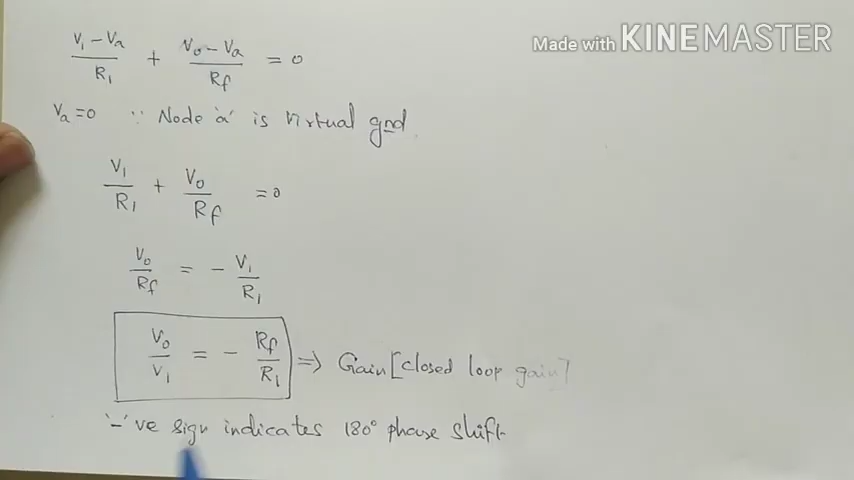 Made with KINEMASTER
V1 - Va / R1 + Vo - Va / Rf = 0
Va = 0 ∵ Node 'a' is virtual gnd.
V1 / R1 + Vo / Rf = 0
Vo / Rf = - V1 / R1
Vo / V1 = - Rf / R1 ⇒ Gain [closed loop gain]
'-'ve sign indicates 180° phase shift